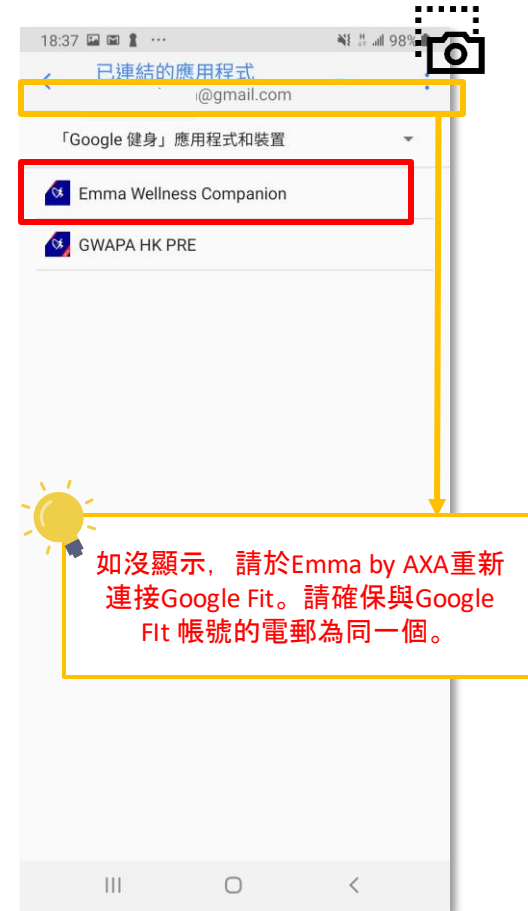 18:37 ... 98%
已連結的應用程式
@gmail.com
「Google 健身」應用程式和裝置
Emma Wellness Companion
GWAPA HK PRE
如沒顯示，請於Emma by AXA重新
連接Google Fit。請確保與Google
FIt 帳號的電郵為同一個。